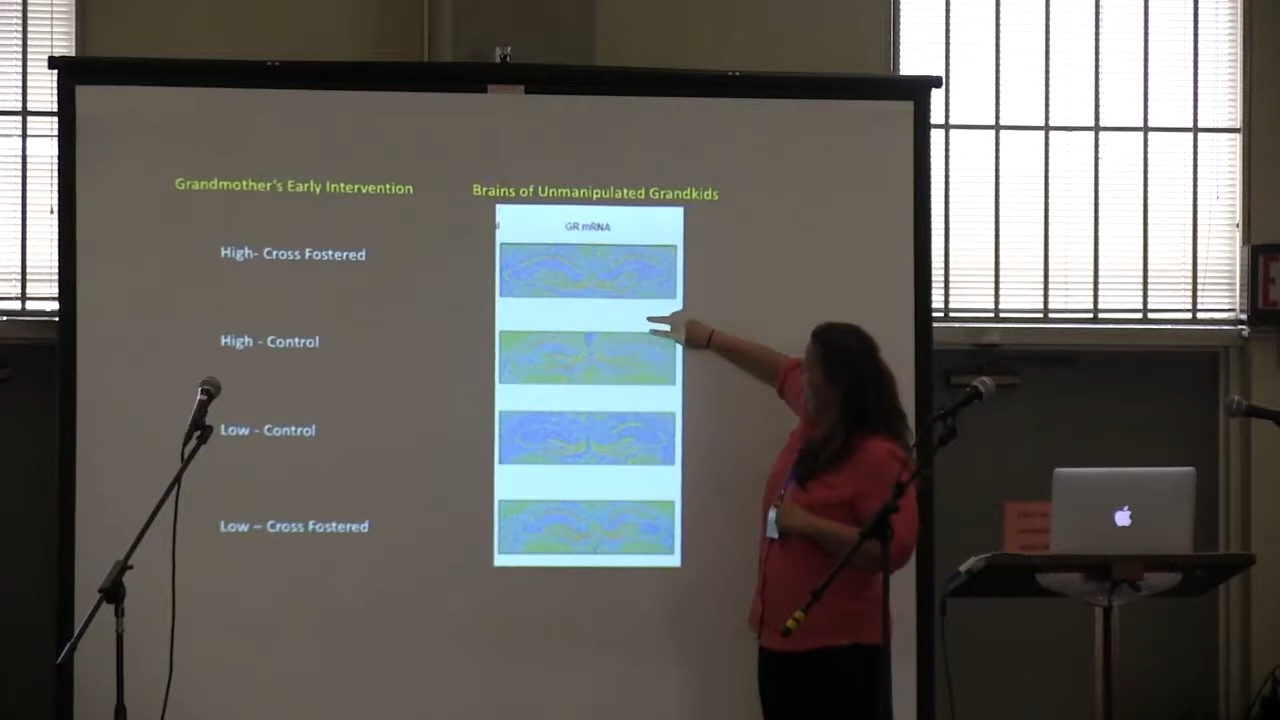 Grandmother's Early Intervention
Brains of Unmanipulated Grandkids
GR mRNA
High- Cross Fostered
High - Control
Low - Control
Low – Cross Fostered